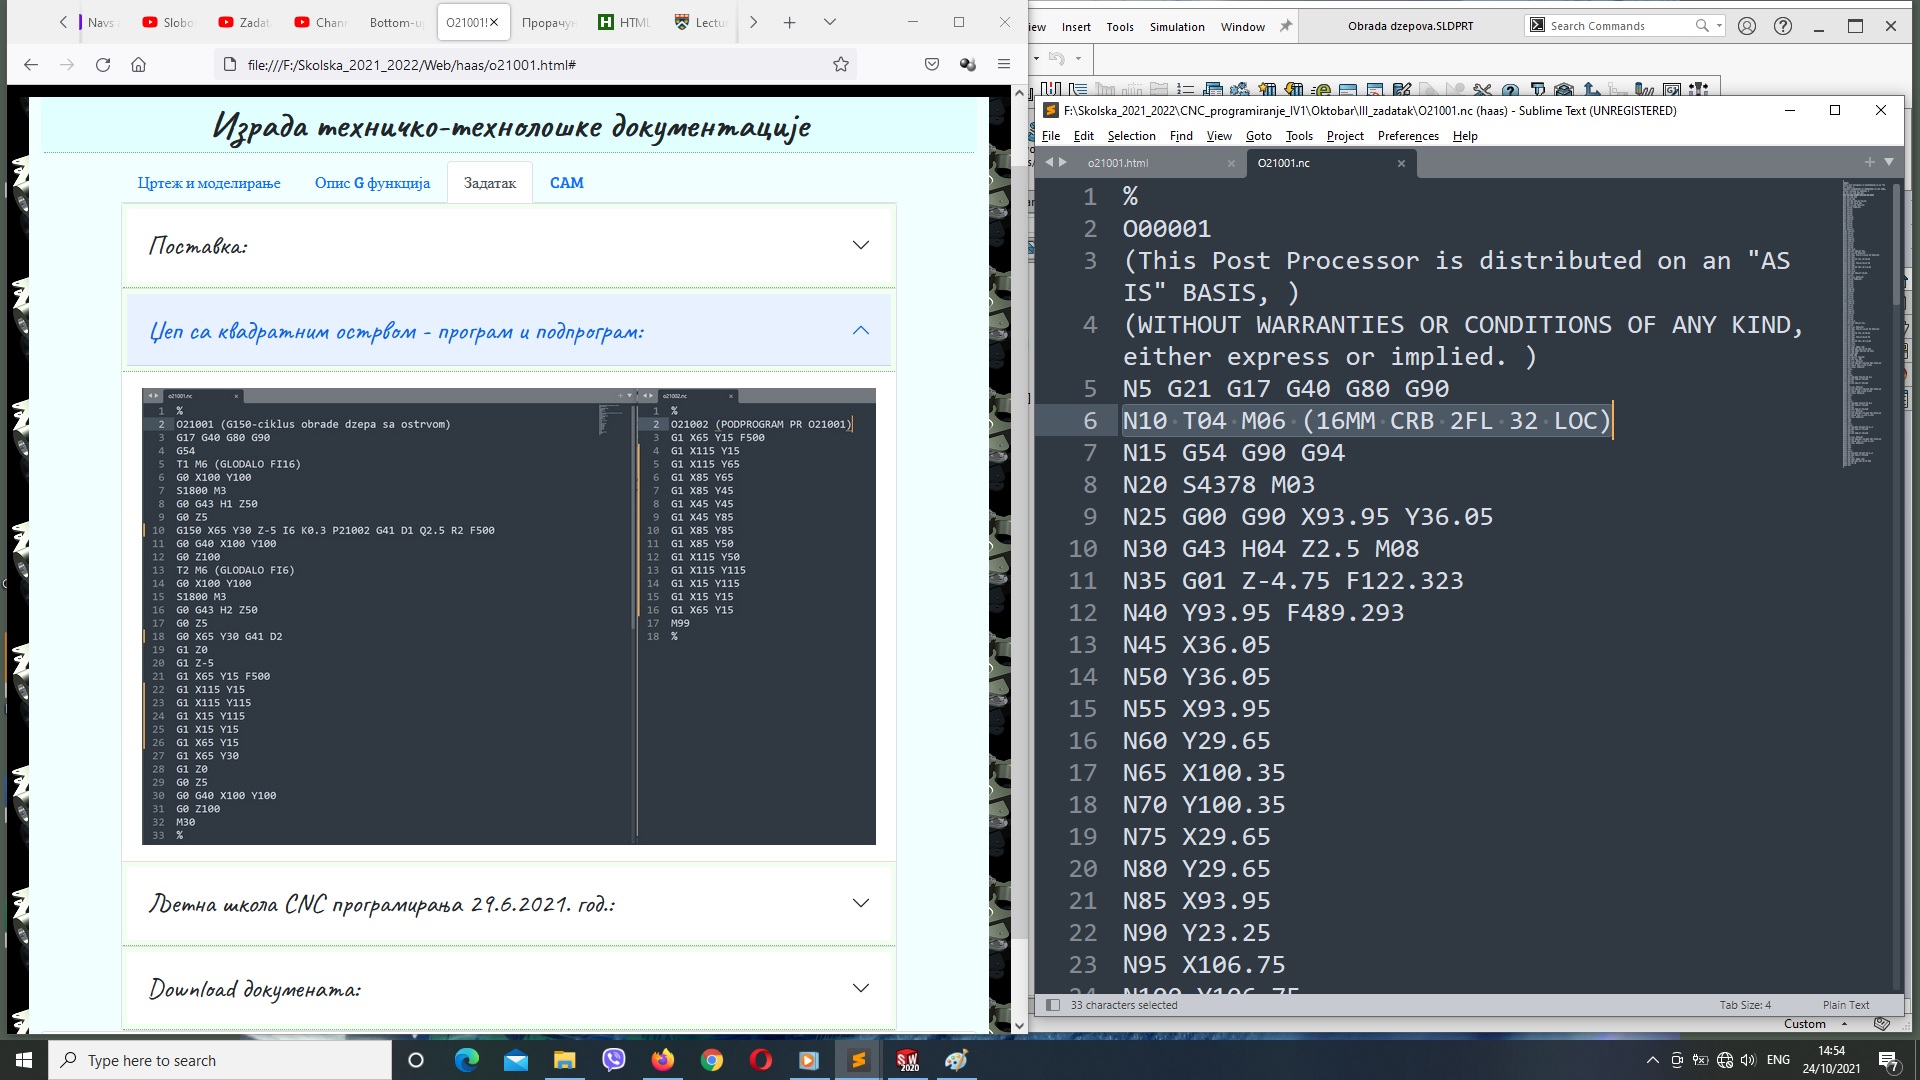 Navs
Slobo
Zadat
Chann
Bottom-u
O21001!
Прорачун
HTML
Lectu
file:///F:/Skolska_2021_2022/Web/haas/o21001.html#
Израда техничко-технолошке документације
Цртеж и моделирање
Опис G функција
Задатак
CAM
Поставка:
Џеп са квадратним острвом - програм и подпрограм:
o21001.nc
1 %
2 O21001 (G150-ciklus obrade dzepa sa ostrvom)
3 G17 G40 G80 G90
4 G54
5 T1 M6 (GLODALO FI16)
6 G0 X100 Y100
7 S1800 M3
8 G0 G43 H1 Z50
9 G0 Z5
10 G150 X65 Y30 Z-5 I6 K0.3 P21002 G41 D1 Q2.5 R2 F500
11 G0 G40 X100 Y100
12 G0 Z100
13 T2 M6 (GLODALO FI6)
14 G0 X100 Y100
15 S1800 M3
16 G0 G43 H2 Z50
17 G0 Z5
18 G0 X65 Y30 G41 D2
19 G1 Z0
20 G1 Z-5
21 G1 X65 Y15 F500
22 G1 X115 Y15
23 G1 X115 Y115
24 G1 X15 Y115
25 G1 X15 Y15
26 G1 X65 Y15
27 G1 X65 Y30
28 G1 Z0
29 G0 Z5
30 G0 G40 X100 Y100
31 G0 Z100
32 M30
33 %
o21002.nc
1 %
2 O21002 (PODPROGRAM PR O21001)
3 G1 X65 Y15 F500
4 G1 X115 Y15
5 G1 X115 Y65
6 G1 X85 Y65
7 G1 X85 Y45
8 G1 X45 Y45
9 G1 X45 Y85
10 G1 X85 Y85
11 G1 X85 Y50
12 G1 X115 Y50
13 G1 X115 Y115
14 G1 X15 Y115
15 G1 X15 Y15
16 G1 X65 Y15
17 M99
18 %
Љетна школа CNC програмирања 29.6.2021. год.:
Download докумената:
iew Insert Tools Simulation Window
Obrada dzepova.SLDPRT
Search Commands
F:\Skolska_2021_2022\CNC_programiranje_IV1\Oktobar\III_zadatak\O21001.nc (haas) - Sublime Text (UNREGISTERED)
File Edit Selection Find View Goto Tools Project Preferences Help
o21001.html
O21001.nc
1 %
2 O00001
3 (This Post Processor is distributed on an "AS
IS" BASIS, )
4 (WITHOUT WARRANTIES OR CONDITIONS OF ANY KIND,
either express or implied. )
5 N5 G21 G17 G40 G80 G90
6 N10 T04 M06 (16MM CRB 2FL 32 LOC)
7 N15 G54 G90 G94
8 N20 S4378 M03
9 N25 G00 G90 X93.95 Y36.05
10 N30 G43 H04 Z2.5 M08
11 N35 G01 Z-4.75 F122.323
12 N40 Y93.95 F489.293
13 N45 X36.05
14 N50 Y36.05
15 N55 X93.95
16 N60 Y29.65
17 N65 X100.35
18 N70 Y100.35
19 N75 X29.65
20 N80 Y29.65
21 N85 X93.95
22 N90 Y23.25
23 N95 X106.75
24 N100 Y106.75
33 characters selected
Tab Size: 4
Plain Text
Custom
Type here to search
SW
2020
ENG
14:54
24/10/2021
7